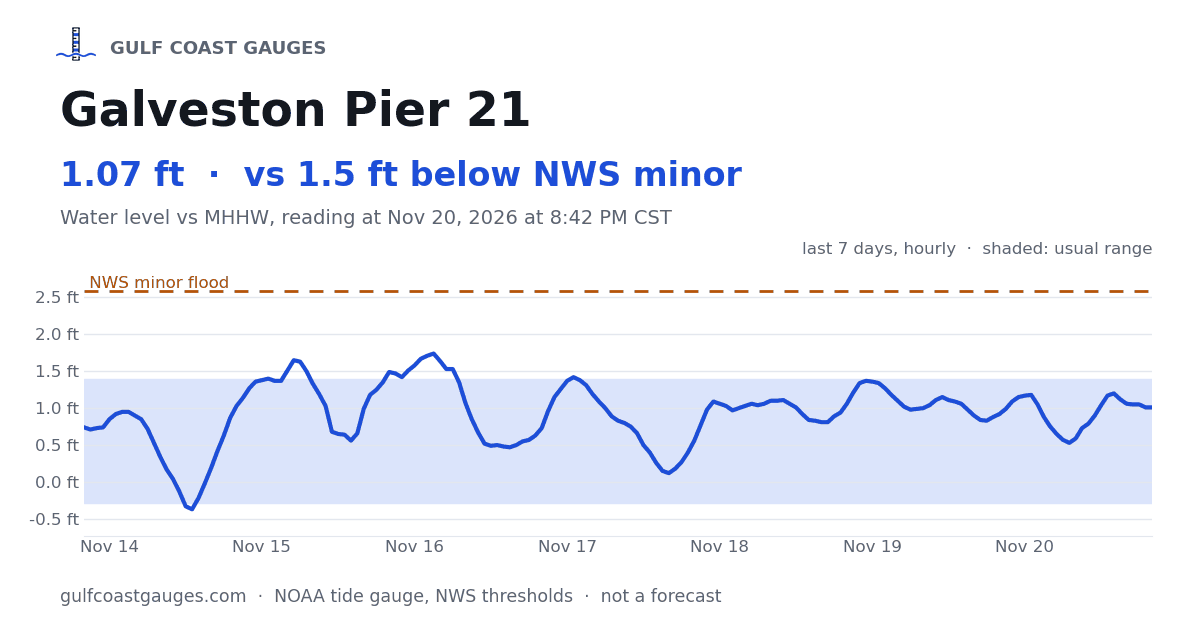 GULF COAST GAUGES
Galveston Pier 21
1.07 ft · vs 1.5 ft below NWS minor
Water level vs MHHW, reading at Nov 20, 2026 at 8:42 PM CST
last 7 days, hourly · shaded: usual range
NWS minor flood
2.5 ft
2.0 ft
1.5 ft
1.0 ft
0.5 ft
0.0 ft
-0.5 ft
Nov 14 Nov 15 Nov 16 Nov 17 Nov 18 Nov 19 Nov 20
gulfcoastgauges.com · NOAA tide gauge, NWS thresholds · not a forecast